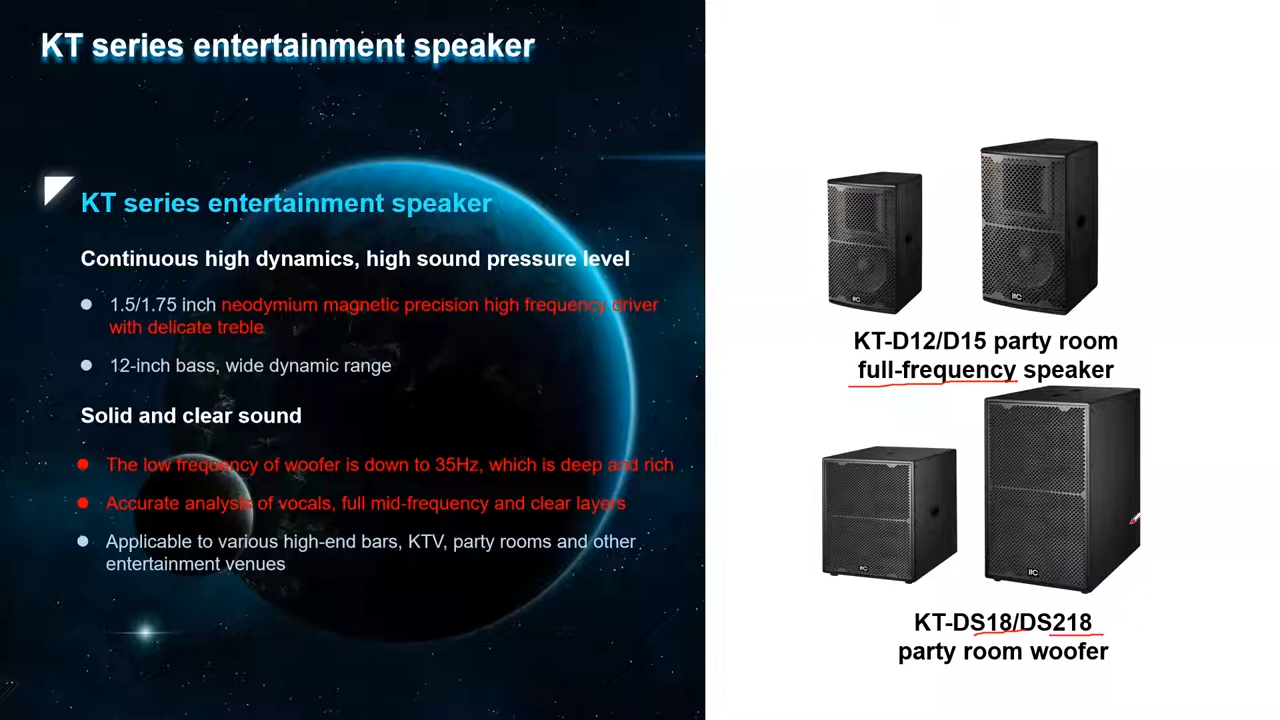 KT series entertainment speaker
KT series entertainment speaker
Continuous high dynamics, high sound pressure level
1.5/1.75 inch neodymium magnetic precision high frequency driver
with delicate treble
12-inch bass, wide dynamic range
Solid and clear sound
The low frequency of woofer is down to 35Hz, which is deep and rich
Accurate analysis of vocals, full mid-frequency and clear layers
Applicable to various high-end bars, KTV, party rooms and other
entertainment venues
itC
itC
KT-D12/D15 party room
full-frequency speaker
itC
itC
KT-DS18/DS218
party room woofer